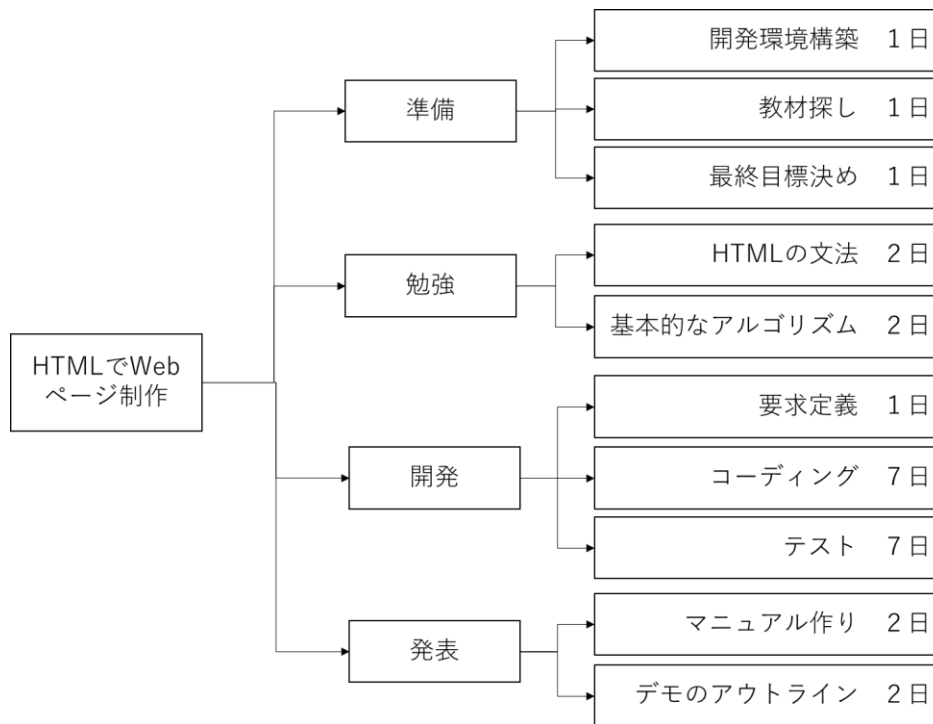 開発環境構築　1日
準備
教材探し　1日
最終目標決め　1日
HTMLの文法　2日
勉強
基本的なアルゴリズム　2日
HTMLでWeb
ページ制作
要求定義　1日
開発
コーディング　7日
テスト　7日
マニュアル作り　2日
発表
デモのアウトライン　2日